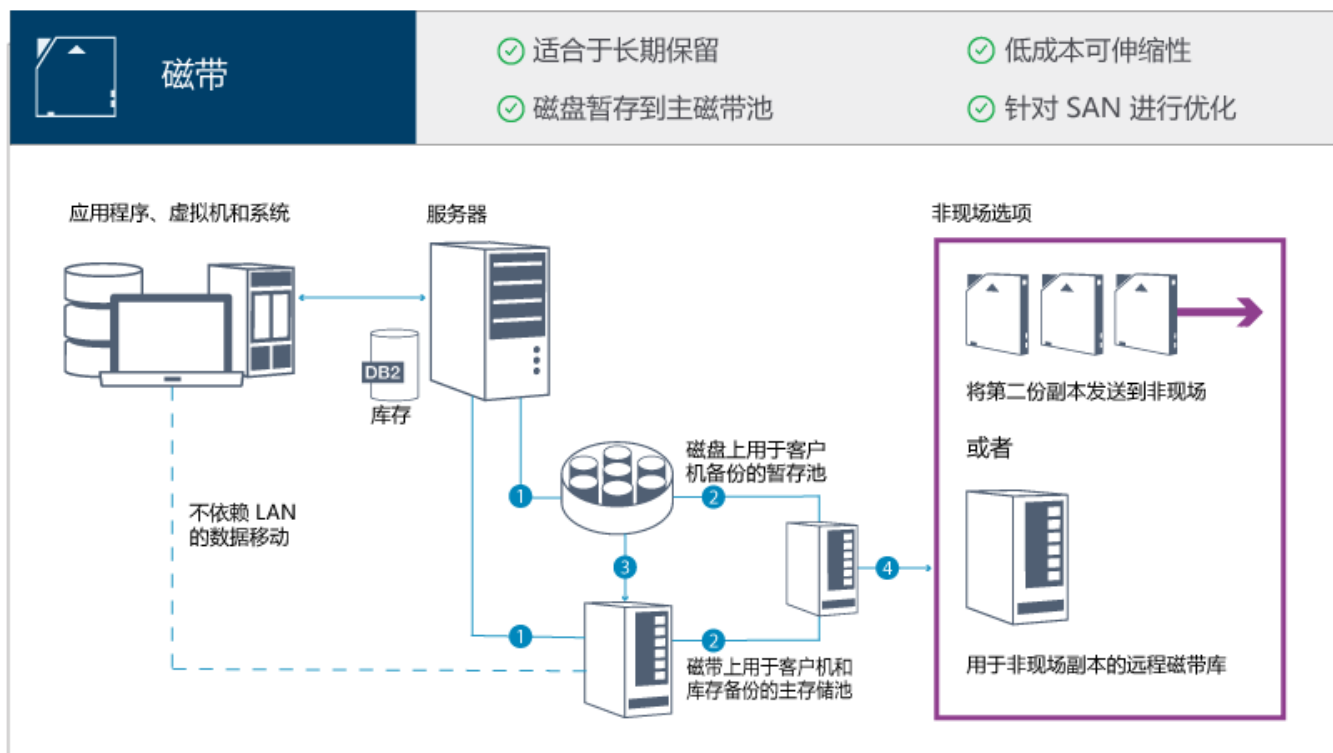 磁带
适合于长期保留
低成本可伸缩性
磁盘暂存到主磁带池
针对 SAN 进行优化
应用程序、虚拟机和系统
服务器
非现场选项
DB2
库存
将第二份副本发送到非现场
磁盘上用于客户
机备份的暂存池
或者
1
2
不依赖 LAN
的数据移动
3
4
1
2
磁带上用于客户机和
库存备份的主存储池
用于非现场副本的远程磁带库